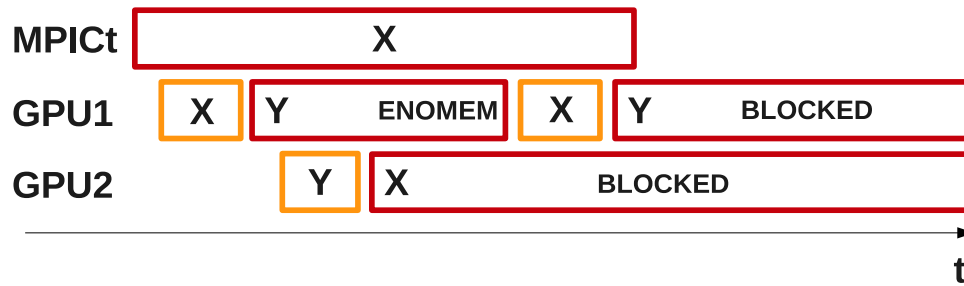 MPICt X
GPU1 X Y ENOMEM X Y BLOCKED
GPU2 Y X BLOCKED
t